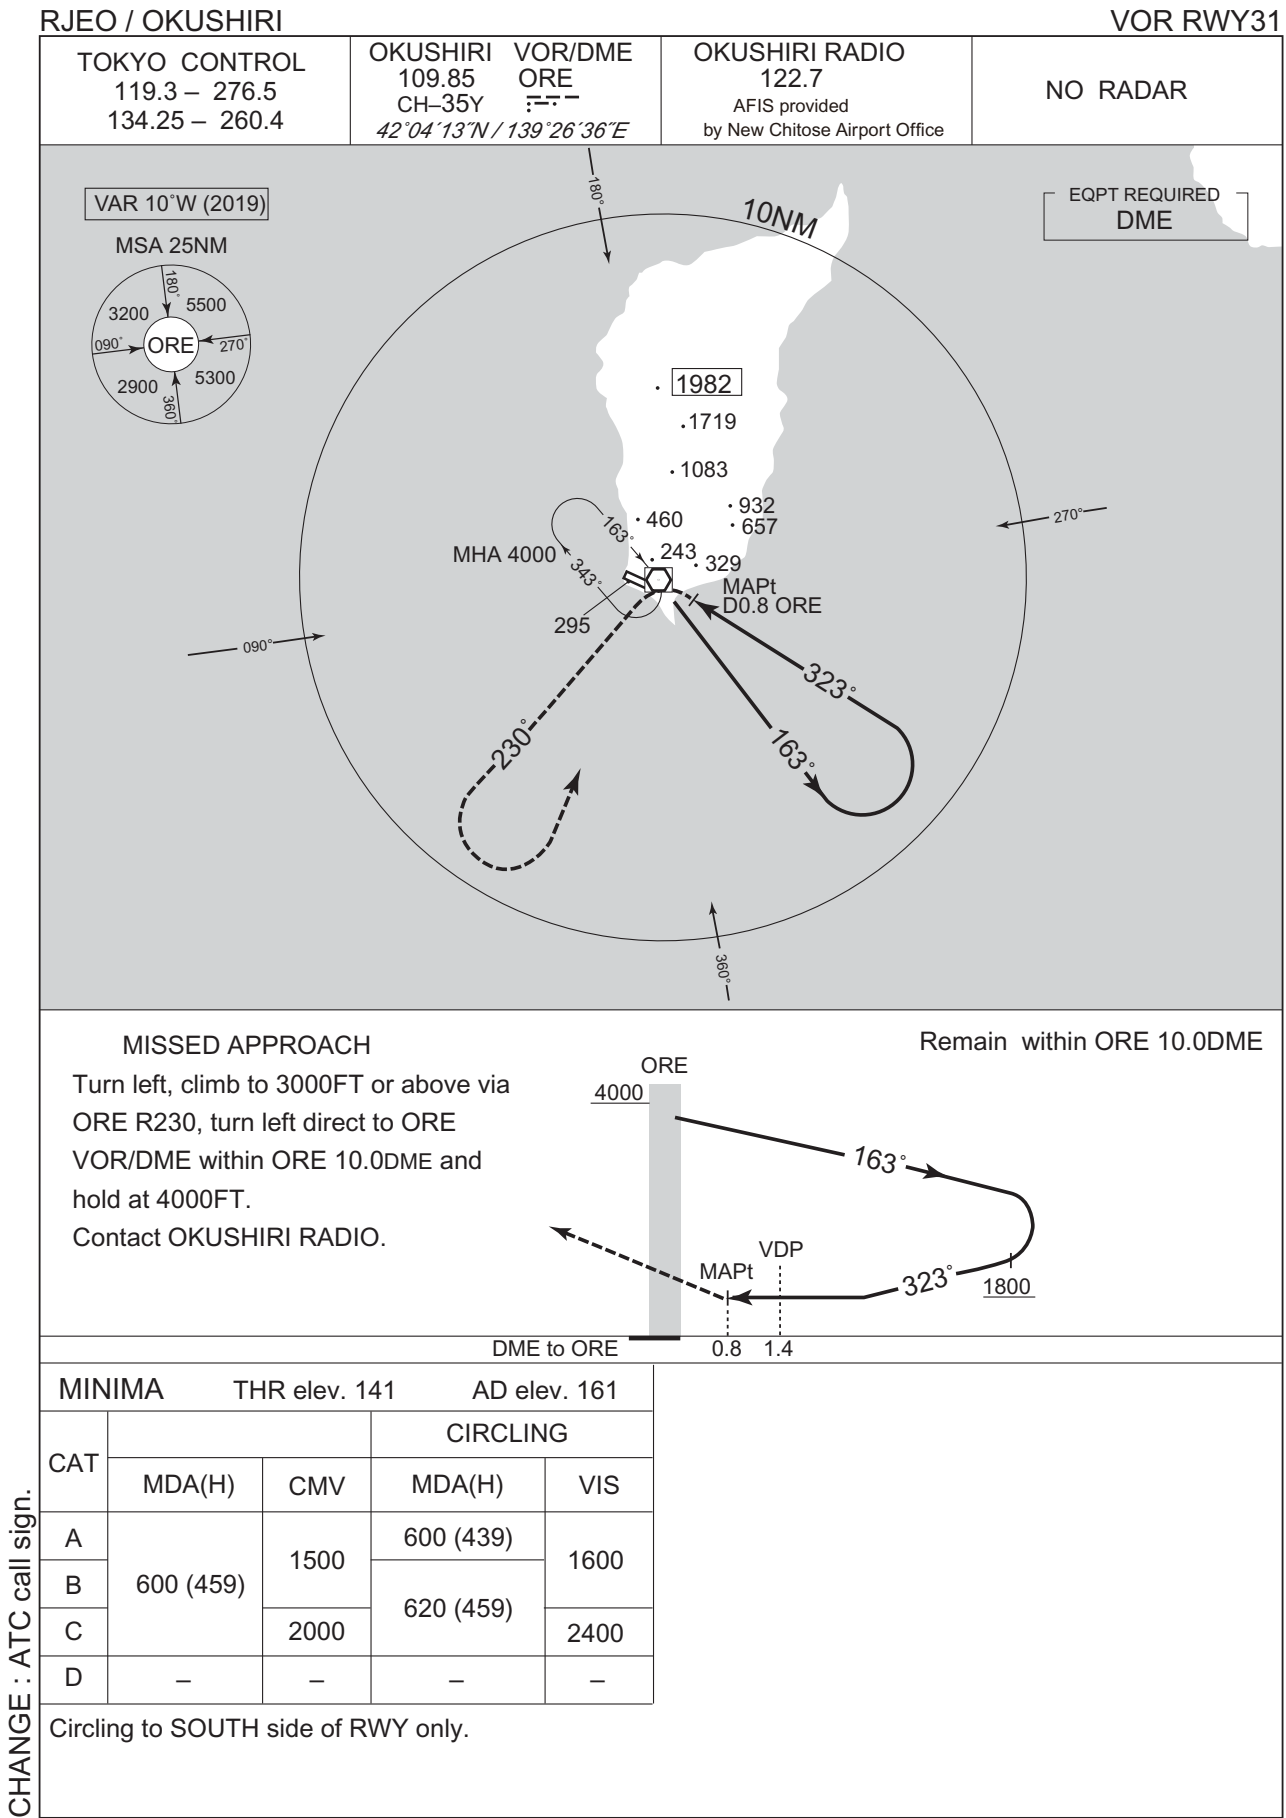 RJEO / OKUSHIRI
VOR RWY31
TOKYO CONTROL
119.3 – 276.5
134.25 – 260.4
OKUSHIRI VOR/DME
109.85 ORE
CH–35Y
42°04´13˝N / 139°26´36˝E
OKUSHIRI RADIO
122.7
AFIS provided
by New Chitose Airport Office
NO RADAR
VAR 10°W (2019)
MSA 25NM
180°
3200
5500
090°
ORE
270°
2900
5300
360°
180°
10NM
EQPT REQUIRED
DME
1982
1719
1083
932
657
460
163°
243
329
MHA 4000
343°
MAPt
D0.8 ORE
295
270°
090°
323°
163°
230°
360°
MISSED APPROACH
Turn left, climb to 3000FT or above via
ORE R230, turn left direct to ORE
VOR/DME within ORE 10.0DME and
hold at 4000FT.
Contact OKUSHIRI RADIO.
Remain within ORE 10.0DME
ORE
4000
163°
VDP
MAPt
323°
1800
DME to ORE
0.8 1.4
MINIMA THR elev. 141 AD elev. 161
CAT
CIRCLING
MDA(H) CMV MDA(H) VIS
A
600 (439)
1500
1600
B
600 (459)
620 (459)
C
2000
2400
D – – – –
Circling to SOUTH side of RWY only.
CHANGE : ATC call sign.